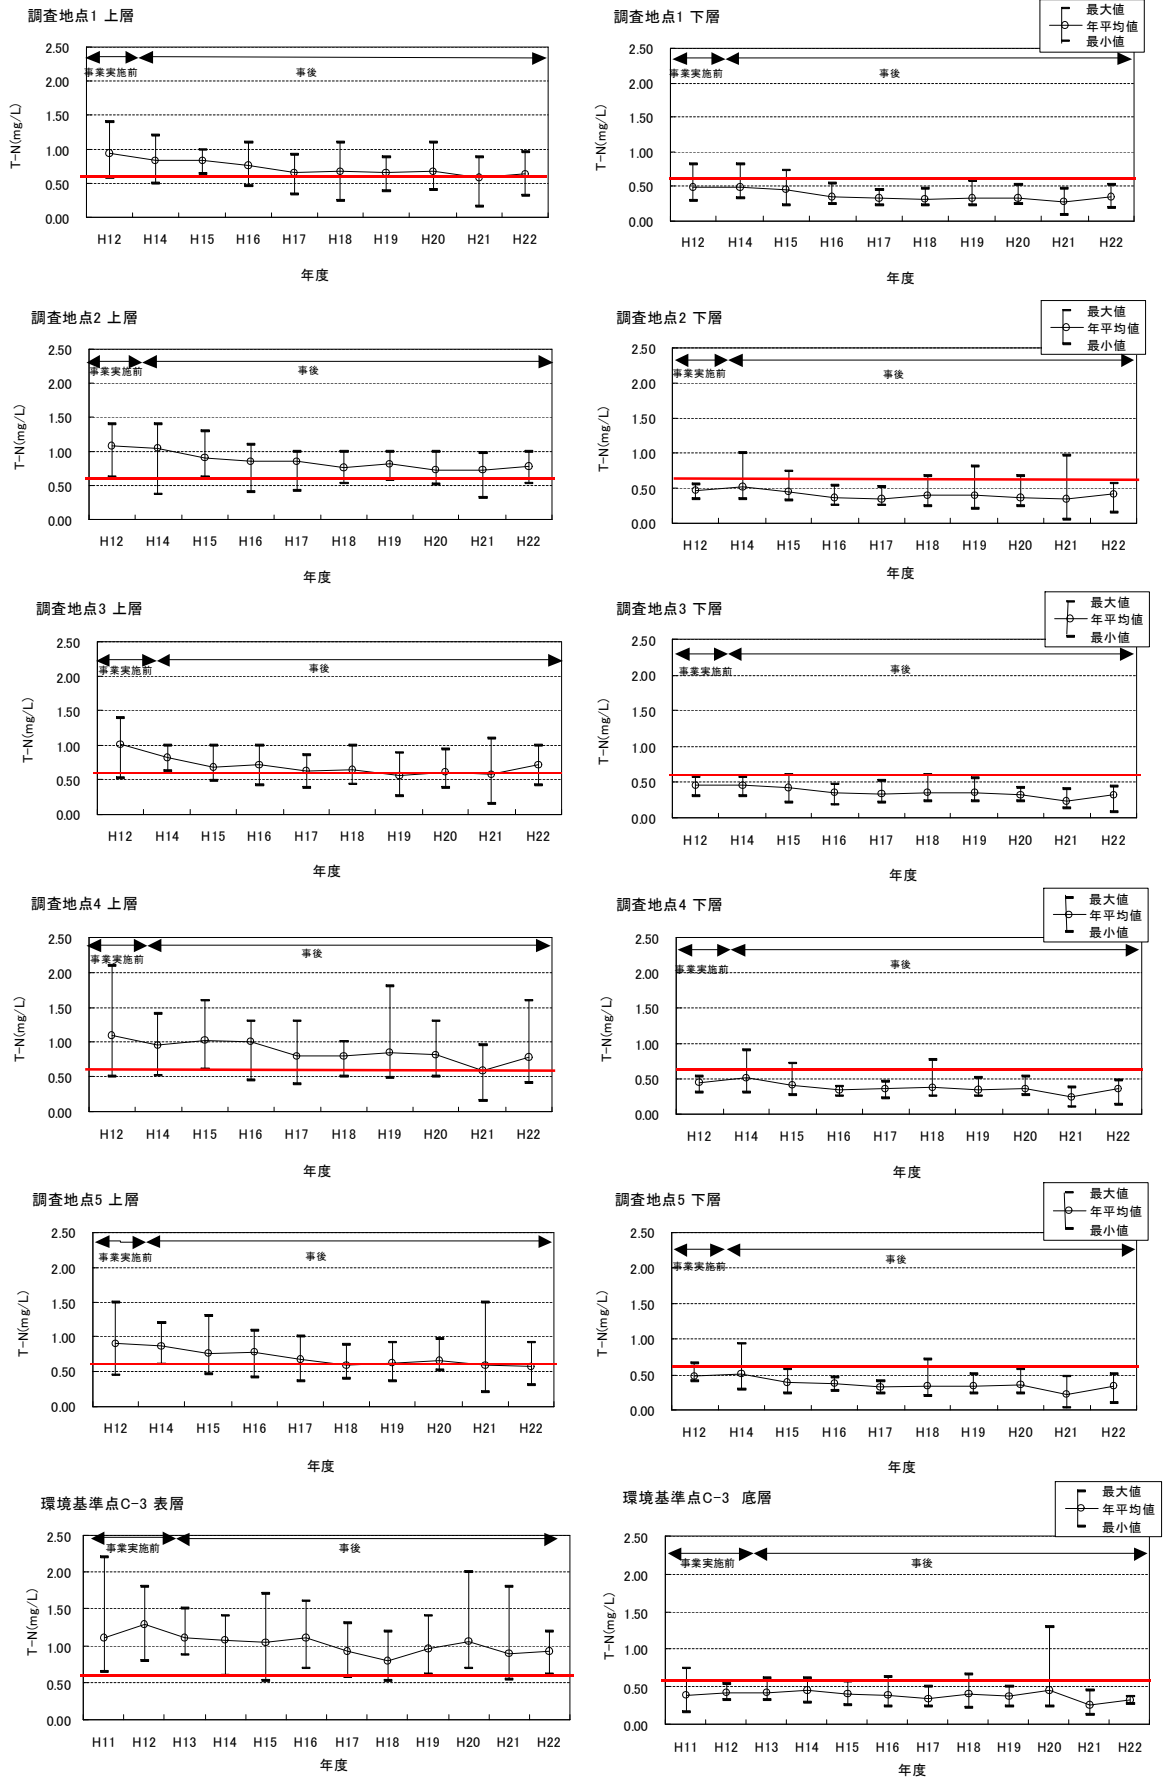 調査地点1 上層
2.50
2.00
1.50
1.00
0.50
0.00
T-N(mg/L)
事業実施前
事後
H12 H14 H15 H16 H17 H18 H19 H20 H21 H22
年度
調査地点1 下層
最大値
年平均値
最小値
2.50
2.00
1.50
1.00
0.50
0.00
T-N(mg/L)
事業実施前
事後
H12 H14 H15 H16 H17 H18 H19 H20 H21 H22
年度
調査地点2 上層
2.50
2.00
1.50
1.00
0.50
0.00
T-N(mg/L)
事業実施前
事後
H12 H14 H15 H16 H17 H18 H19 H20 H21 H22
年度
調査地点2 下層
最大値
年平均値
最小値
2.50
2.00
1.50
1.00
0.50
0.00
T-N(mg/L)
事業実施前
事後
H12 H14 H15 H16 H17 H18 H19 H20 H21 H22
年度
調査地点3 上層
2.50
2.00
1.50
1.00
0.50
0.00
T-N(mg/L)
事業実施前
事後
H12 H14 H15 H16 H17 H18 H19 H20 H21 H22
年度
調査地点3 下層
最大値
年平均値
最小値
2.50
2.00
1.50
1.00
0.50
0.00
T-N(mg/L)
事業実施前
事後
H12 H14 H15 H16 H17 H18 H19 H20 H21 H22
年度
調査地点4 上層
2.50
2.00
1.50
1.00
0.50
0.00
T-N(mg/L)
事業実施前
事後
H12 H14 H15 H16 H17 H18 H19 H20 H21 H22
年度
調査地点4 下層
最大値
年平均値
最小値
2.50
2.00
1.50
1.00
0.50
0.00
T-N(mg/L)
事業実施前
事後
H12 H14 H15 H16 H17 H18 H19 H20 H21 H22
年度
調査地点5 上層
2.50
2.00
1.50
1.00
0.50
0.00
T-N(mg/L)
事業実施前
事後
H12 H14 H15 H16 H17 H18 H19 H20 H21 H22
年度
調査地点5 下層
最大値
年平均値
最小値
2.50
2.00
1.50
1.00
0.50
0.00
T-N(mg/L)
事業実施前
事後
H12 H14 H15 H16 H17 H18 H19 H20 H21 H22
年度
環境基準点C-3 表層
2.50
2.00
1.50
1.00
0.50
0.00
T-N(mg/L)
事業実施前
事後
H11 H12 H13 H14 H15 H16 H17 H18 H19 H20 H21 H22
年度
環境基準点C-3 底層
最大値
年平均値
最小値
2.50
2.00
1.50
1.00
0.50
0.00
T-N(mg/L)
事業実施前
事後
H11 H12 H13 H14 H15 H16 H17 H18 H19 H20 H21 H22
年度